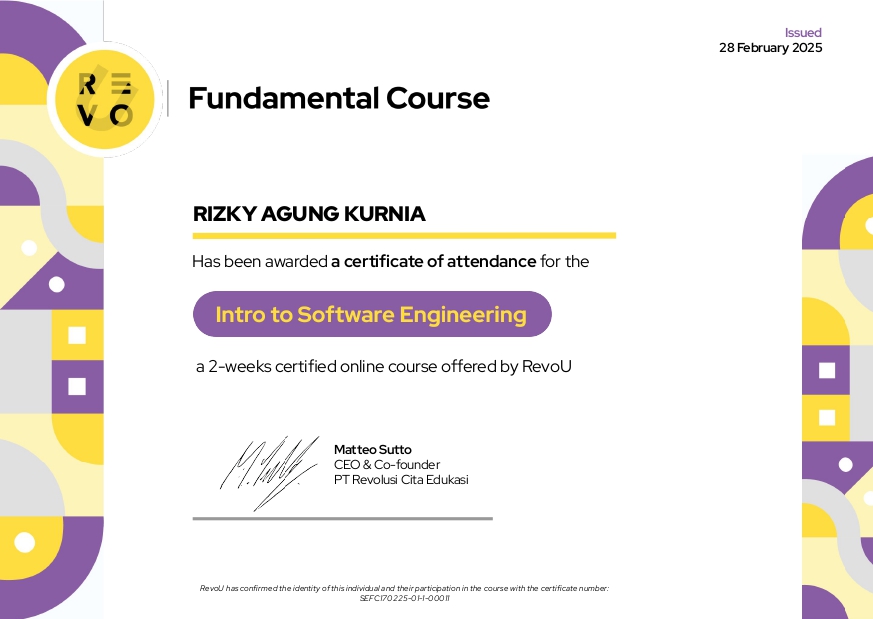 Issued
28 February 2025
R E
V O
Fundamental Course
RIZKY AGUNG KURNIA
Has been awarded a certificate of attendance for the
Intro to Software Engineering
a 2-weeks certified online course offered by RevoU
Matteo Sutto
CEO & Co-founder
PT Revolusi Cita Edukasi
RevoU has confirmed the identity of this individual and their participation in the course with the certificate number:
SEFC170225-01-1-00011